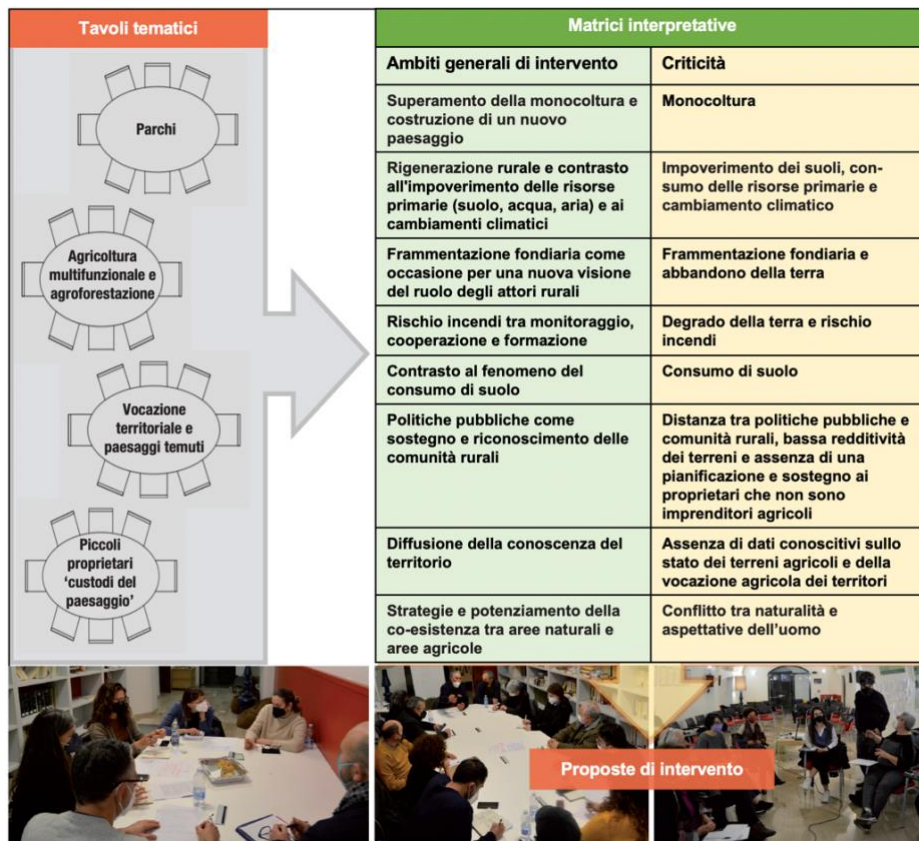 Tavoli tematici
Parchi
Agricoltura
multifunzionale e
agroforestazione
Vocazione
territoriale e
paesaggi temuti
Piccoli
proprietari
‘custodi del
paesaggio’
Matrici interpretative
Ambiti generali di intervento
Criticità
Superamento della monocoltura e
costruzione di un nuovo
paesaggio
Monocoltura
Rigenerazione rurale e contrasto
all'impoverimento delle risorse
primarie (suolo, acqua, aria) e ai
cambiamenti climatici
Impoverimento dei suoli, con-
sumo delle risorse primarie e
cambiamento climatico
Frammentazione fondiaria come
occasione per una nuova visione
del ruolo degli attori rurali
Frammentazione fondiaria e
abbandono della terra
Rischio incendi tra monitoraggio,
cooperazione e formazione
Degrado della terra e rischio
incendi
Contrasto al fenomeno del
consumo di suolo
Consumo di suolo
Politiche pubbliche come
sostegno e riconoscimento delle
comunità rurali
Distanza tra politiche pubbliche e
comunità rurali, bassa redditività
dei terreni e assenza di una
pianificazione e sostegno ai
proprietari che non sono
imprenditori agricoli
Diffusione della conoscenza del
territorio
Assenza di dati conoscitivi sullo
stato dei terreni agricoli e della
vocazione agricola dei territori
Strategie e potenziamento della
co-esistenza tra aree naturali e
aree agricole
Conflitto tra naturalità e
aspettative dell’uomo
Proposte di intervento